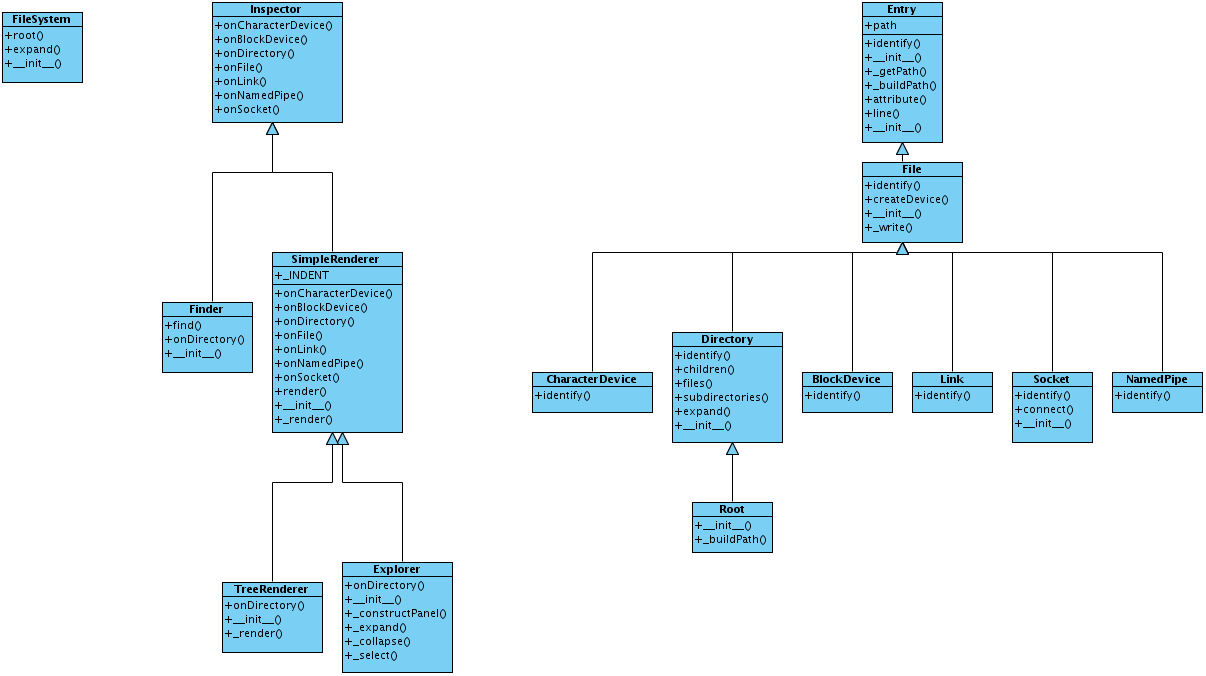 FileSystem
+root()
+expand()
+__init__()
Inspector
+onCharacterDevice()
+onBlockDevice()
+onDirectory()
+onFile()
+onLink()
+onNamedPipe()
+onSocket()
Entry
+path
+identify()
+__init__()
+_getPath()
+_buildPath()
+attribute()
+line()
+__init__()
File
+identify()
+createDevice()
+__init__()
+_write()
SimpleRenderer
+_INDENT
+onCharacterDevice()
+onBlockDevice()
+onDirectory()
+onFile()
+onLink()
+onNamedPipe()
+onSocket()
+render()
+__init__()
+_render()
Finder
+find()
+onDirectory()
+__init__()
CharacterDevice
+identify()
Directory
+identify()
+children()
+files()
+subdirectories()
+expand()
+__init__()
BlockDevice
+identify()
Link
+identify()
Socket
+identify()
+connect()
+__init__()
NamedPipe
+identify()
Root
+__init__()
+_buildPath()
TreeRenderer
+onDirectory()
+__init__()
+_render()
Explorer
+onDirectory()
+__init__()
+_constructPanel()
+_expand()
+_collapse()
+_select()